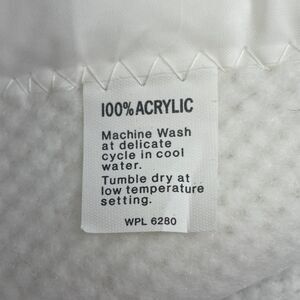 100% ACRYLIC
Machine Wash
at delicate
cycle in cool
water.
Tumble dry at
low temperature
setting.
WPL 6280